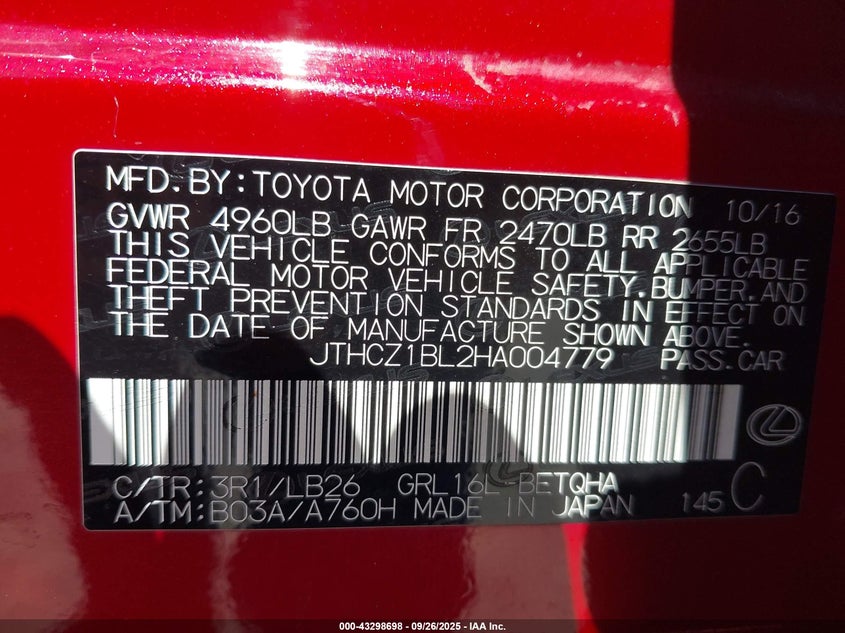 MFD.BY:TOYOTA MOTOR CORPORATION 10/16
GVWR 4960LB GAWR FR 2470LB RR 2655LB
THIS VEHICLE CONFORMS TO ALL APPLICABLE
FEDERAL MOTOR VEHICLE SAFETY,BUMPER,AND
THEFT PREVENTION STANDARDS IN EFFECT ON
THE DATE OF MANUFACTURE SHOWN ABOVE.
JTHCZ1BL2HA004779 PASS.CAR
C/TR:3R1/LB26 GRL16L-BETQHA
A/TM:B03A/A760H MADE IN JAPAN 145 C
000-43298698 - 09/26/2025 - IAA Inc.